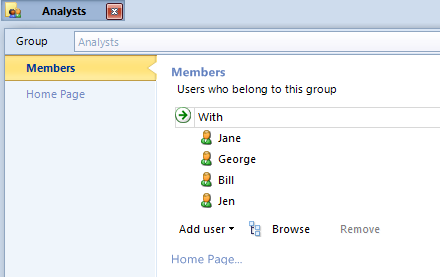 Analysts
Group Analysts
Members
Home Page
Members
Users who belong to this group
With
Jane
George
Bill
Jen
Add user Browse Remove
Home Page...